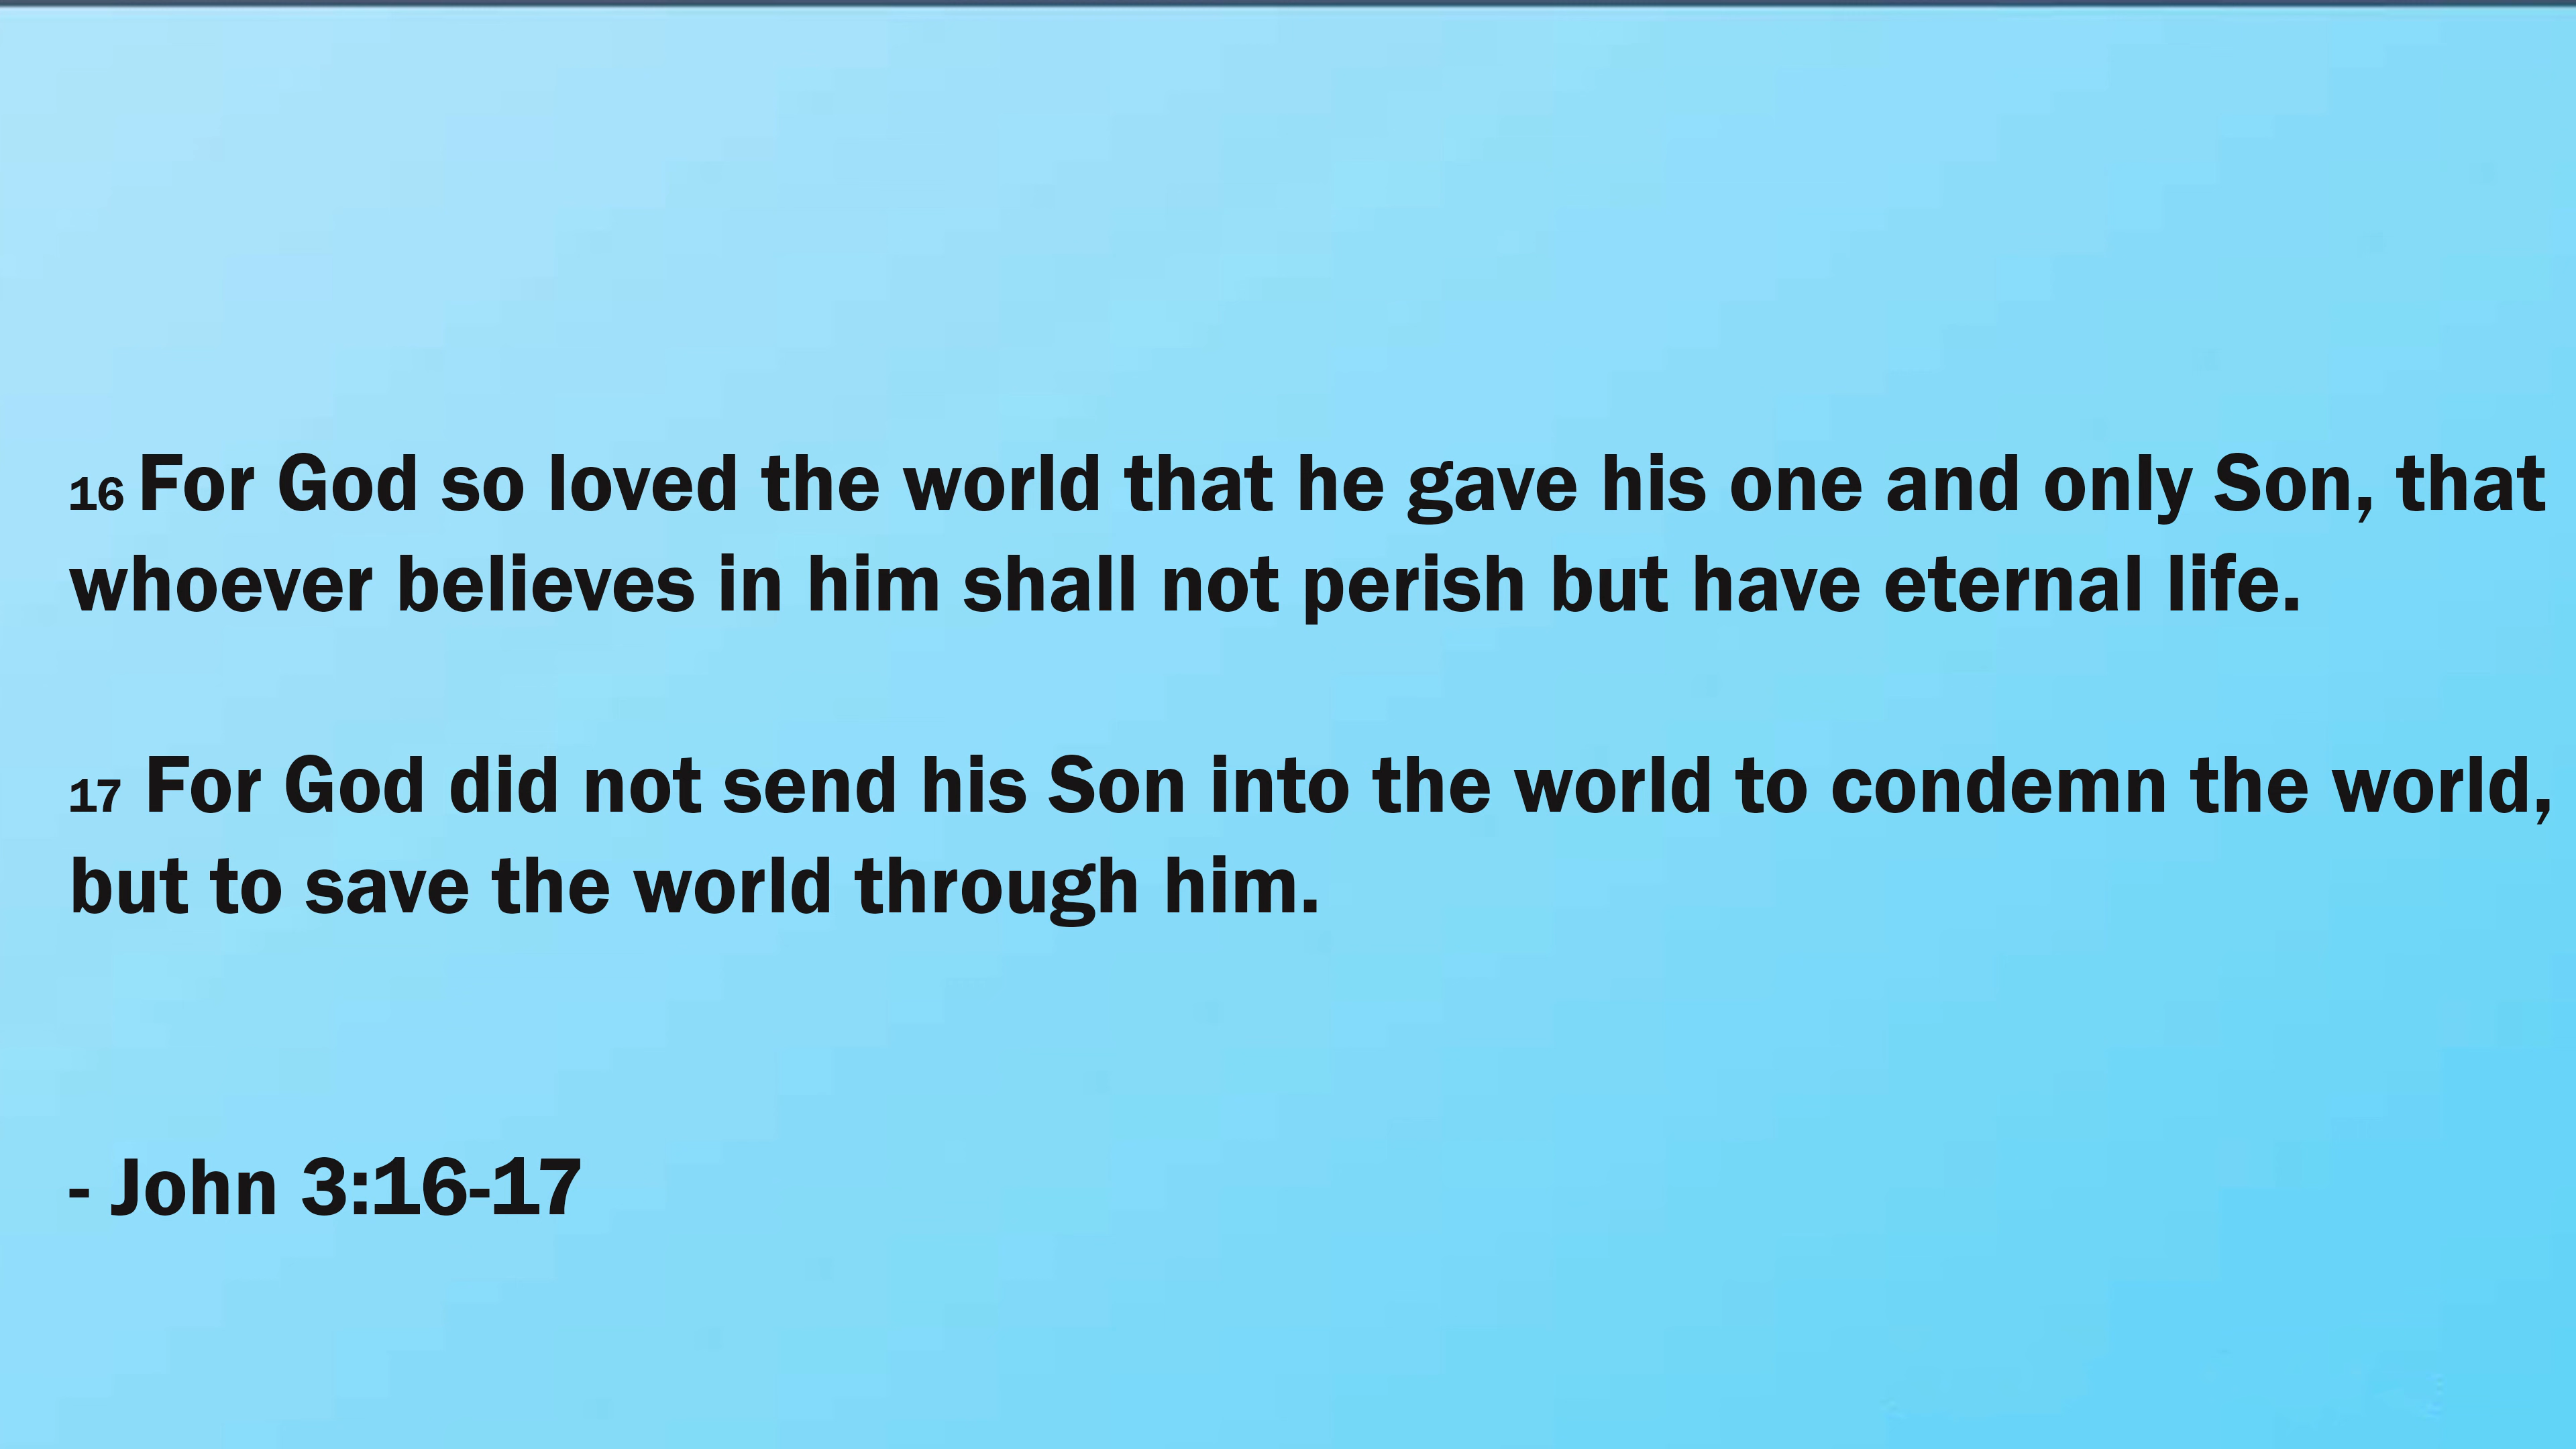 16 For God so loved the world that he gave his one and only Son, that
whoever believes in him shall not perish but have eternal life.
17 For God did not send his Son into the world to condemn the world,
but to save the world through him.
- John 3:16-17